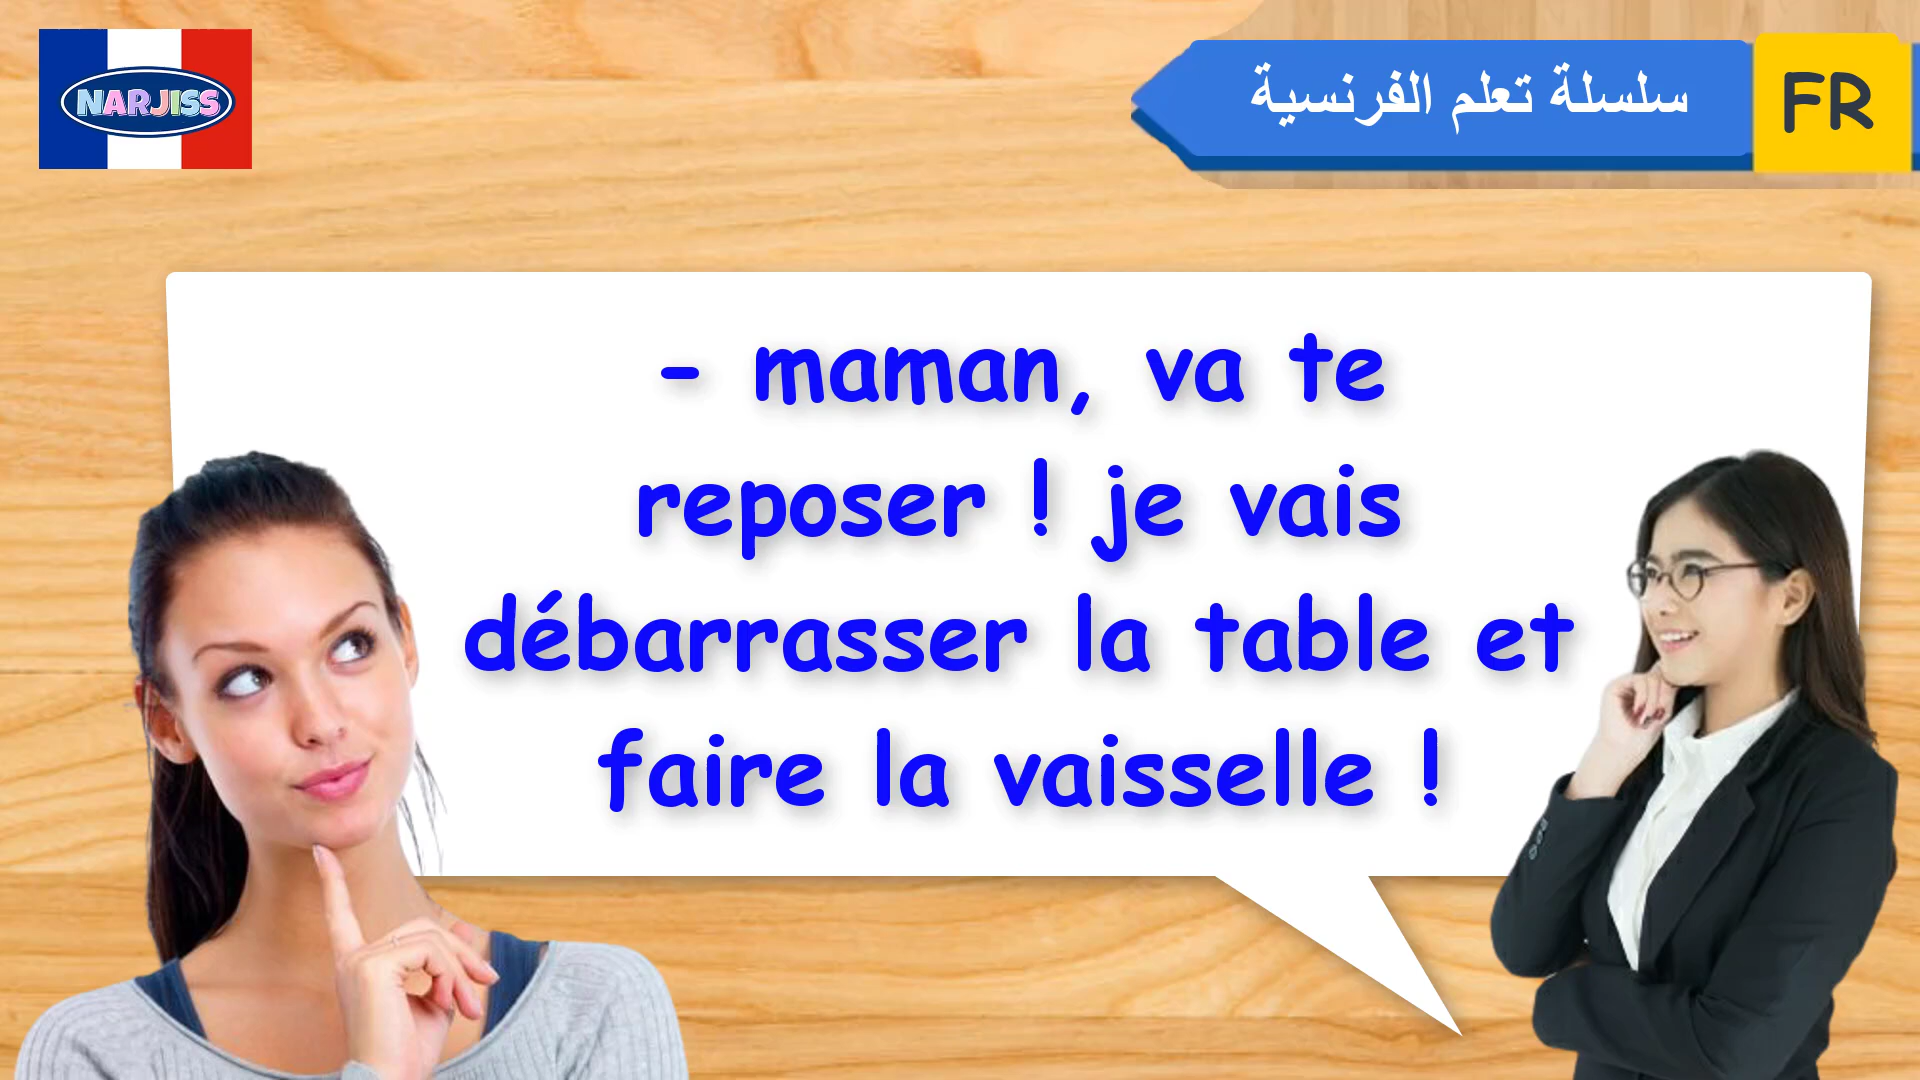 NARJISS
سلسلة تعلم الفرنسية
FR
- maman, va te
reposer ! je vais
débarrasser la table et
faire la vaisselle !